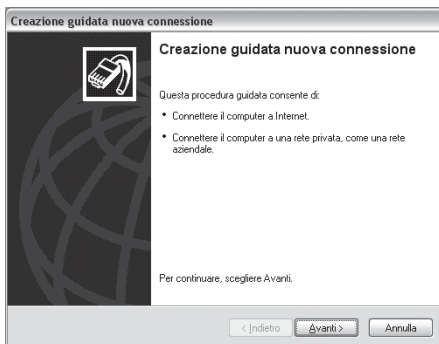 Creazione guidata nuova connessione
Creazione guidata nuova connessione
Questa procedura guidata consente di:
• Connettere il computer a Internet.
• Connettere il computer a una rete privata, come una rete
aziendale.
Per continuare, scegliere Avanti.
< Indietro Avanti > Annulla